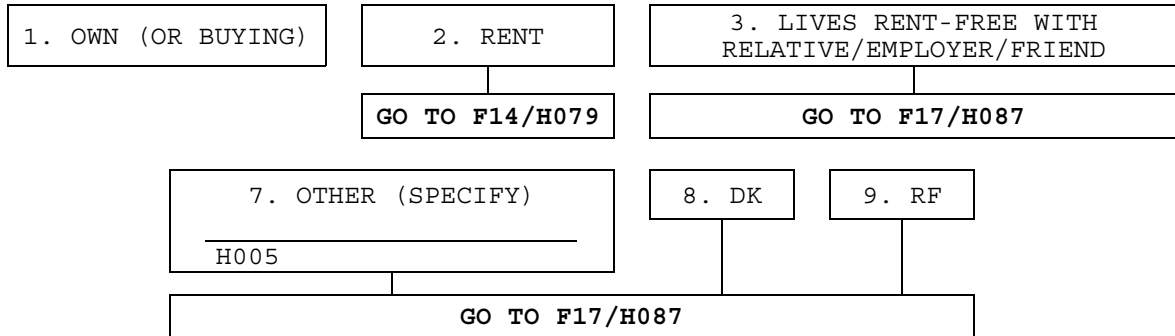 1. OWN (OR BUYING)
2. RENT
3. LIVES RENT-FREE WITH
RELATIVE/EMPLOYER/FRIEND
GO TO F14/H079
GO TO F17/H087
7. OTHER (SPECIFY)
H005
8. DK
9. RF
GO TO F17/H087